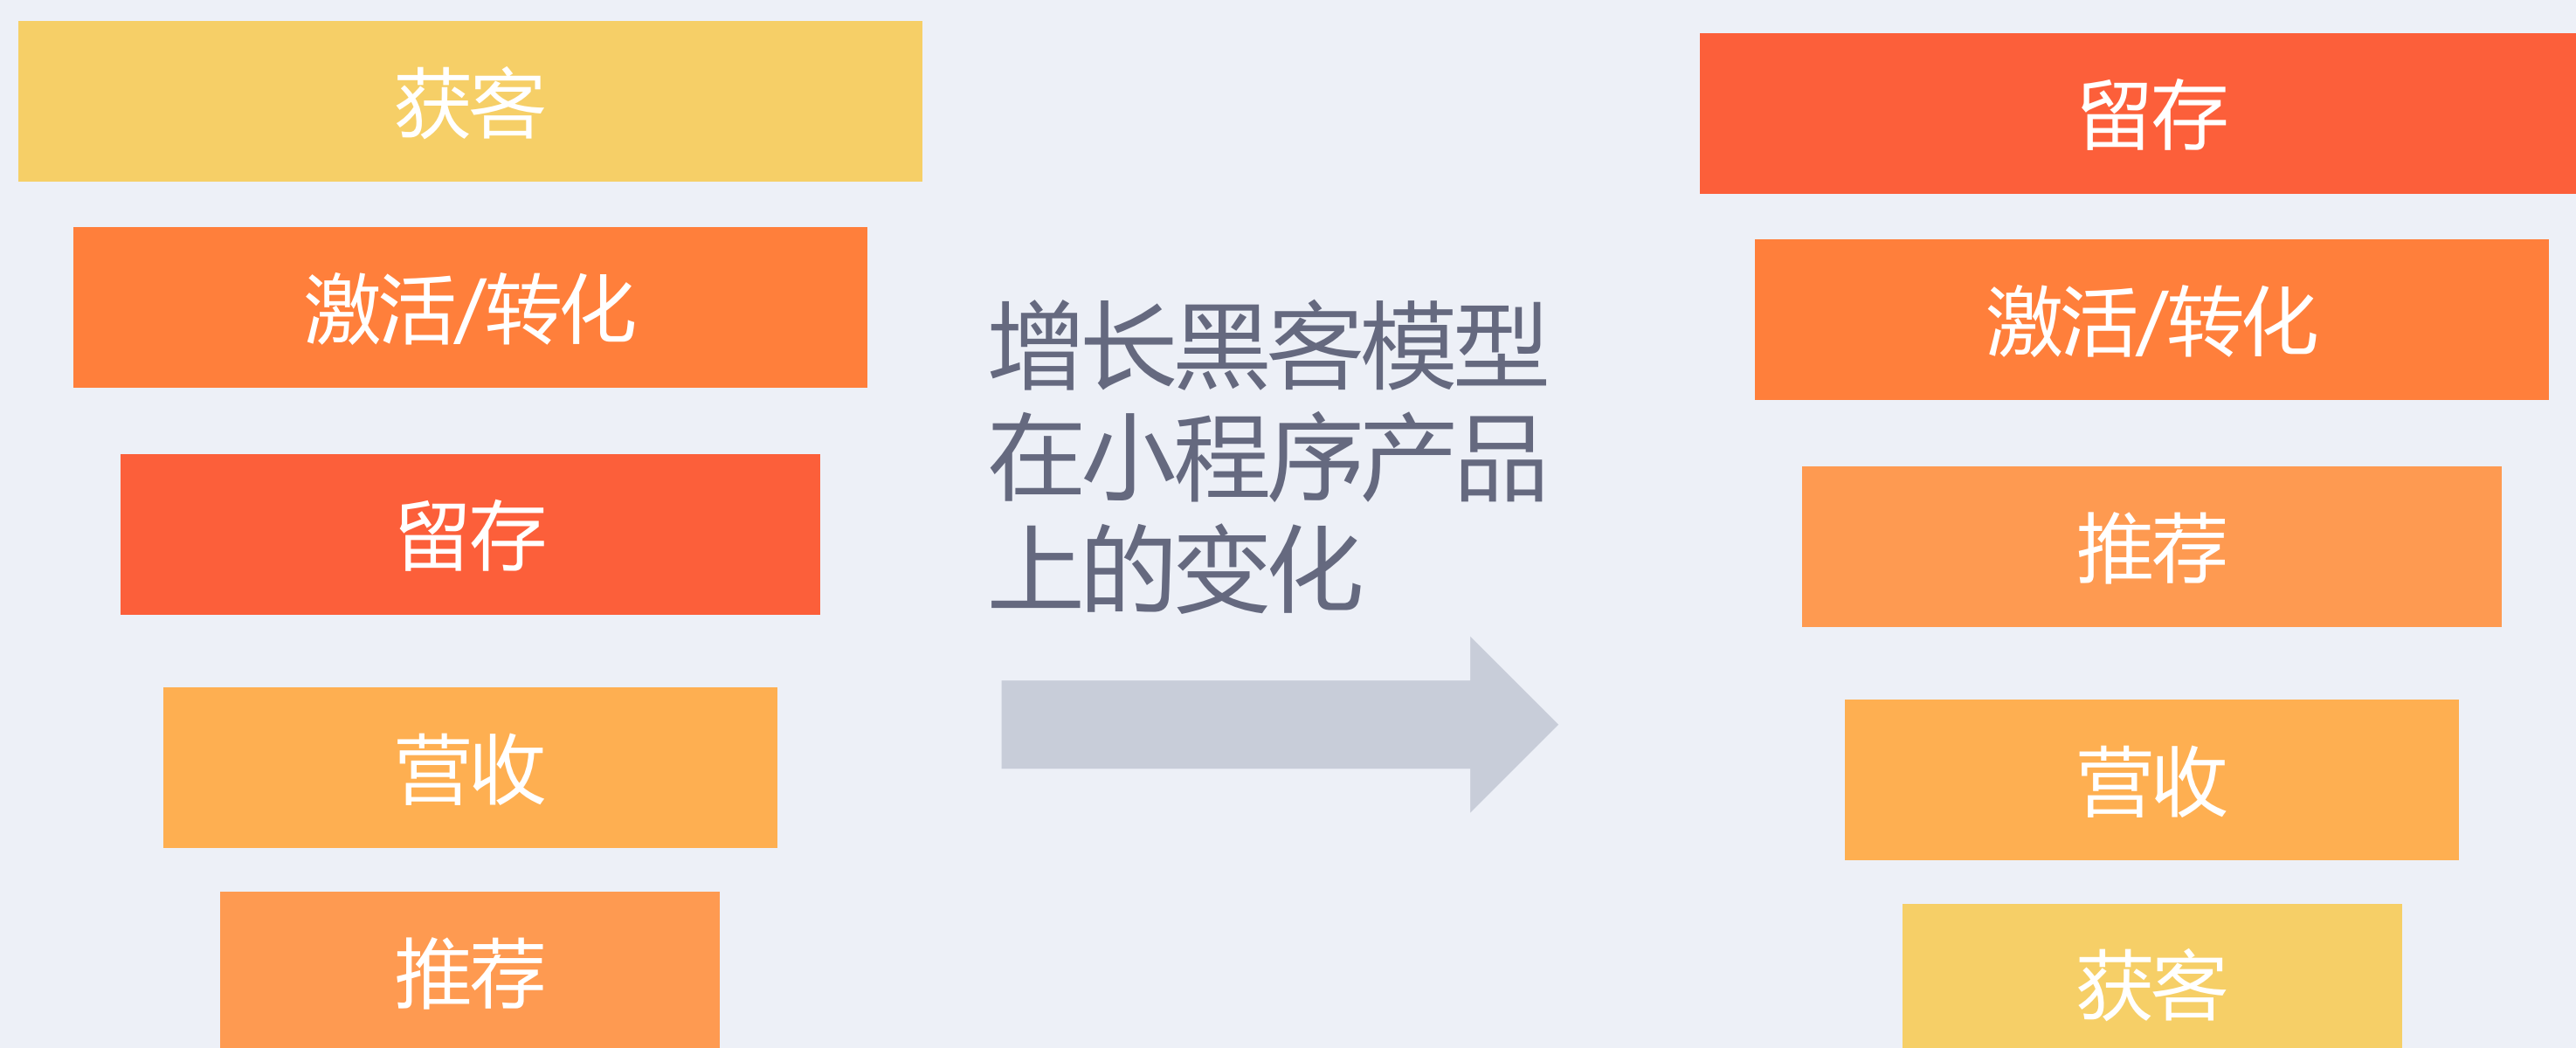 获客
激活/转化
留存
营收
推荐
增长黑客模型
在小程序产品
上的变化
留存
激活/转化
推荐
营收
获客